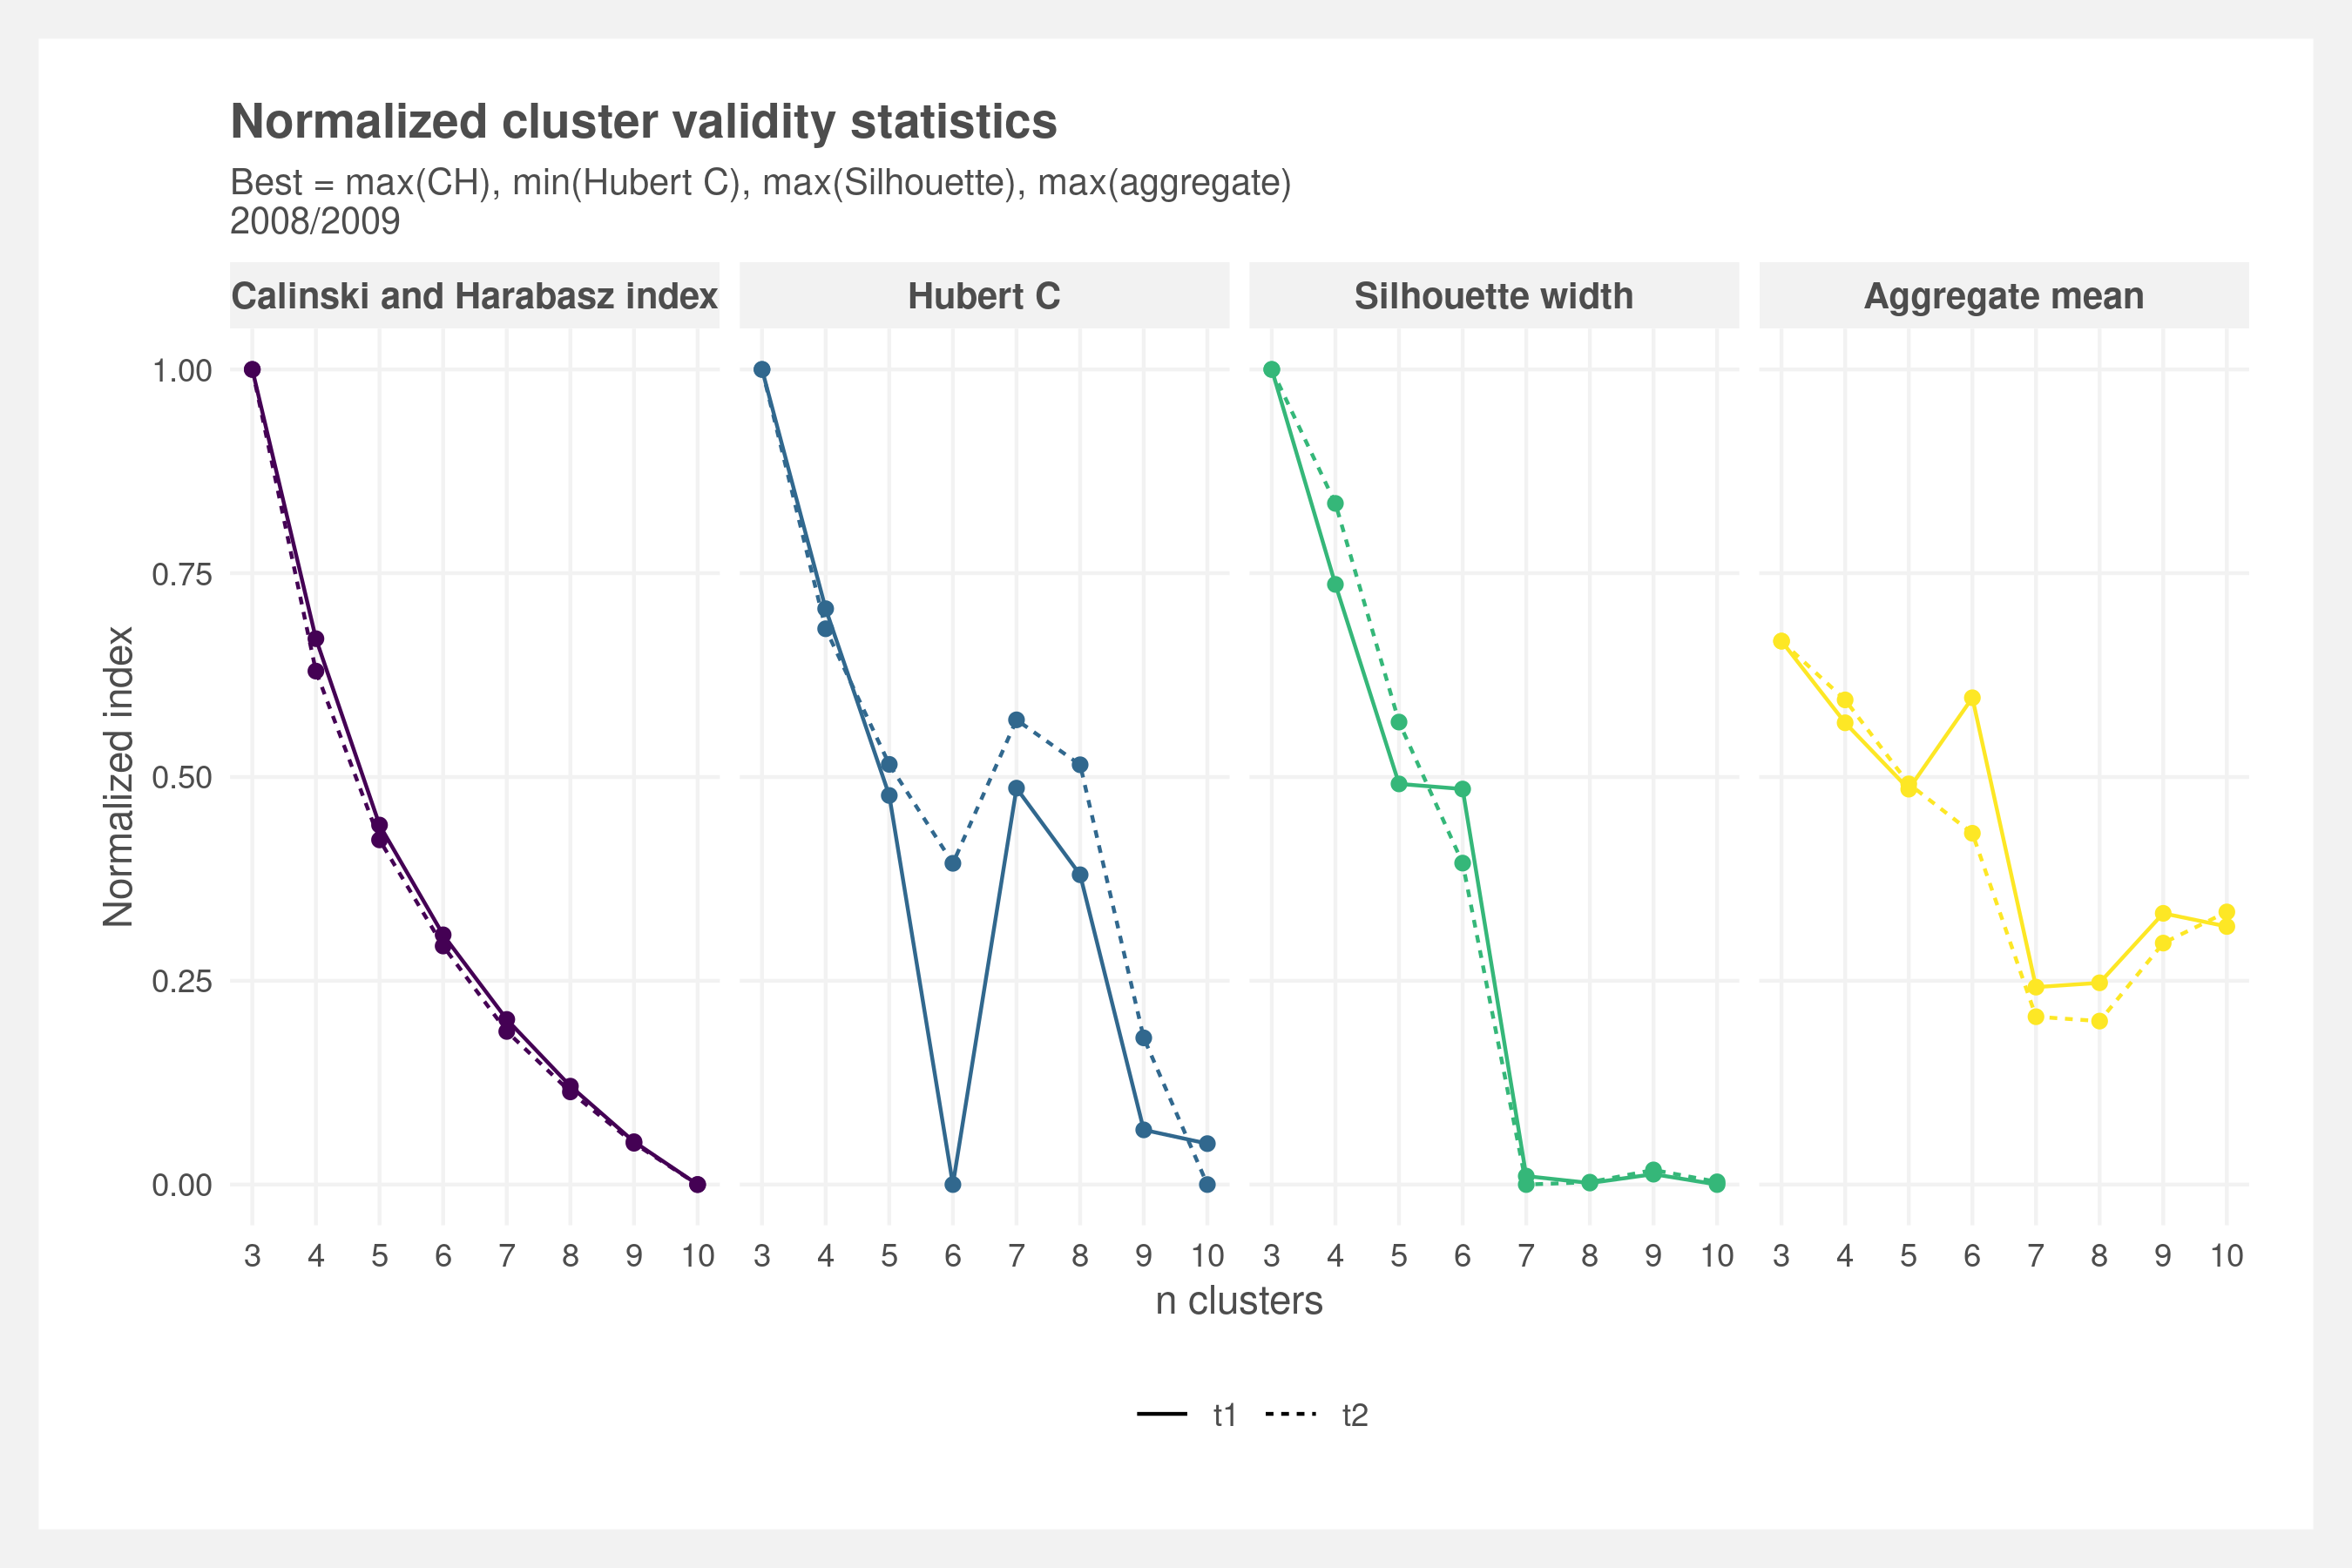 Normalized cluster validity statistics
Best = max(CH), min(Hubert C), max(Silhouette), max(aggregate)
2008/2009
Calinski and Harabasz index
Hubert C
Silhouette width
Aggregate mean
Normalized index
1.00
0.75
0.50
0.25
0.00
3 4 5 6 7 8 9 10
3 4 5 6 7 8 9 10
3 4 5 6 7 8 9 10
3 4 5 6 7 8 9 10
n clusters
t1 t2